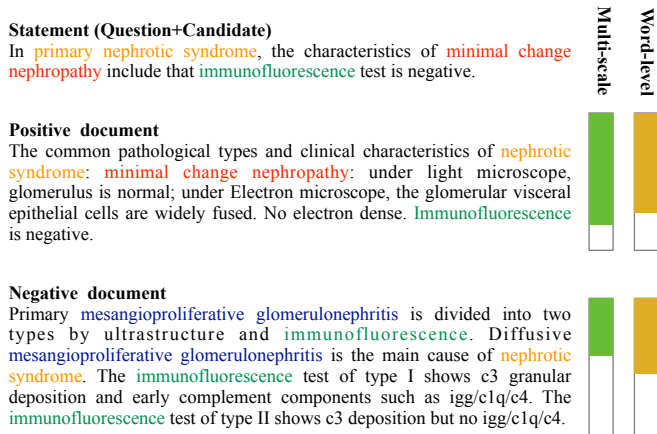 Statement (Question+Candidate)
In primary nephrotic syndrome, the characteristics of minimal change
nephropathy include that immunofluorescence test is negative.
Multi-scale
Word-level
Positive document
The common pathological types and clinical characteristics of nephrotic
syndrome: minimal change nephropathy: under light microscope,
glomerulus is normal; under Electron microscope, the glomerular visceral
epithelial cells are widely fused. No electron dense. Immunofluorescence
is negative.
Negative document
Primary mesangioproliferative glomerulonephritis is divided into two
types by ultrastructure and immunofluorescence. Diffusive
mesangioproliferative glomerulonephritis is the main cause of nephrotic
syndrome. The immunofluorescence test of type I shows c3 granular
deposition and early complement components such as igg/c1q/c4. The
immunofluorescence test of type II shows c3 deposition but no igg/c1q/c4.